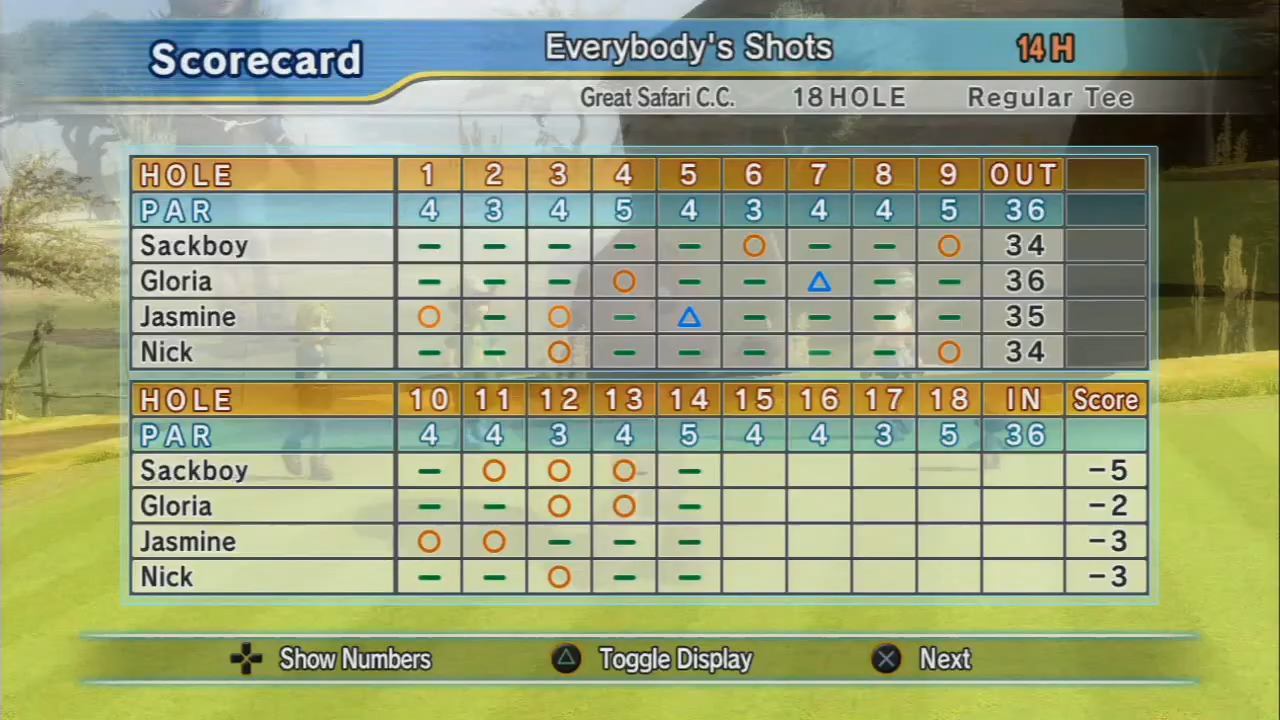 Scorecard Everybody's Shots 14 H
Great Safari C.C. 18 HOLE Regular Tee
HOLE 1 2 3 4 5 6 7 8 9 OUT
PAR 4 3 4 5 4 3 4 4 5 36
Sackboy – – – – – ○ – – ○ 34
Gloria – – – ○ – – △ – – 36
Jasmine ○ – ○ – △ – – – – 35
Nick – – ○ – – – – – ○ 34
HOLE 10 11 12 13 14 15 16 17 18 IN Score
PAR 4 4 3 4 5 4 4 3 5 36
Sackboy – ○ ○ ○ – -5
Gloria – – ○ ○ – -2
Jasmine ○ ○ – – – -3
Nick – – ○ – – -3
Show Numbers Toggle Display Next